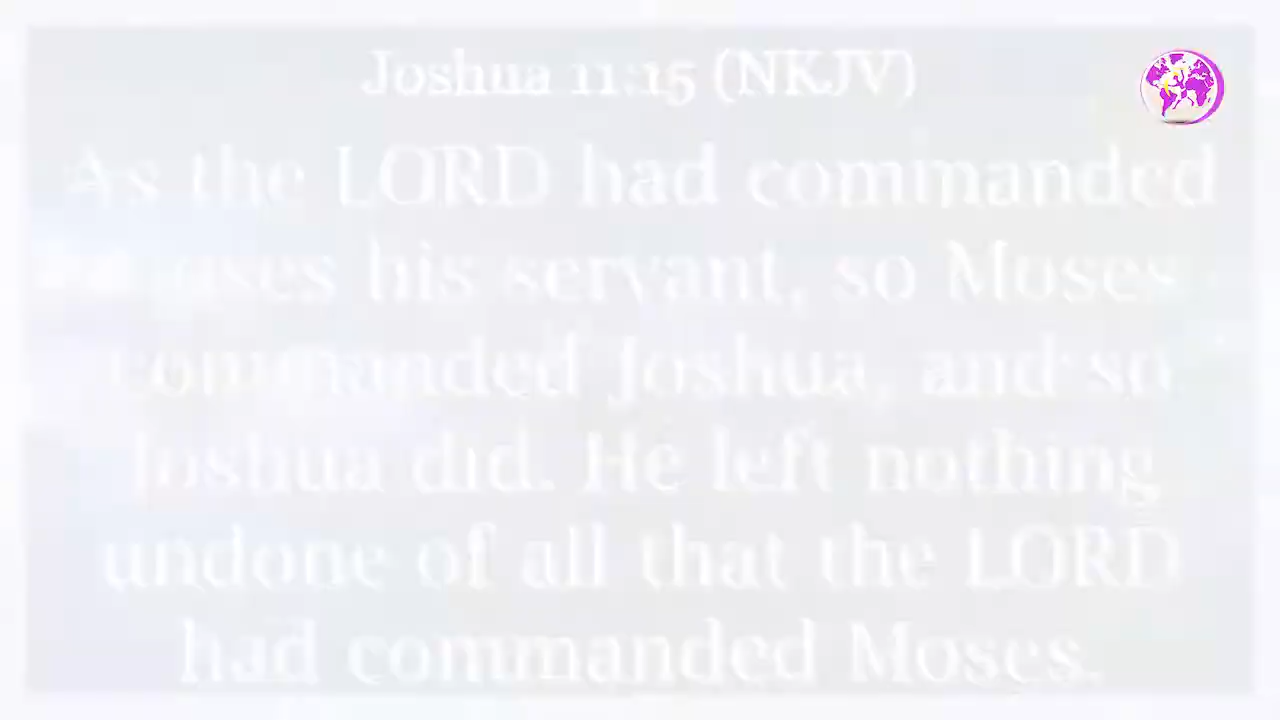 Joshua 11:15 (NKJV)
As the LORD had commanded
Moses his servant, so Moses
commanded Joshua, and so
Joshua did. He left nothing
undone of all that the LORD
had commanded Moses.